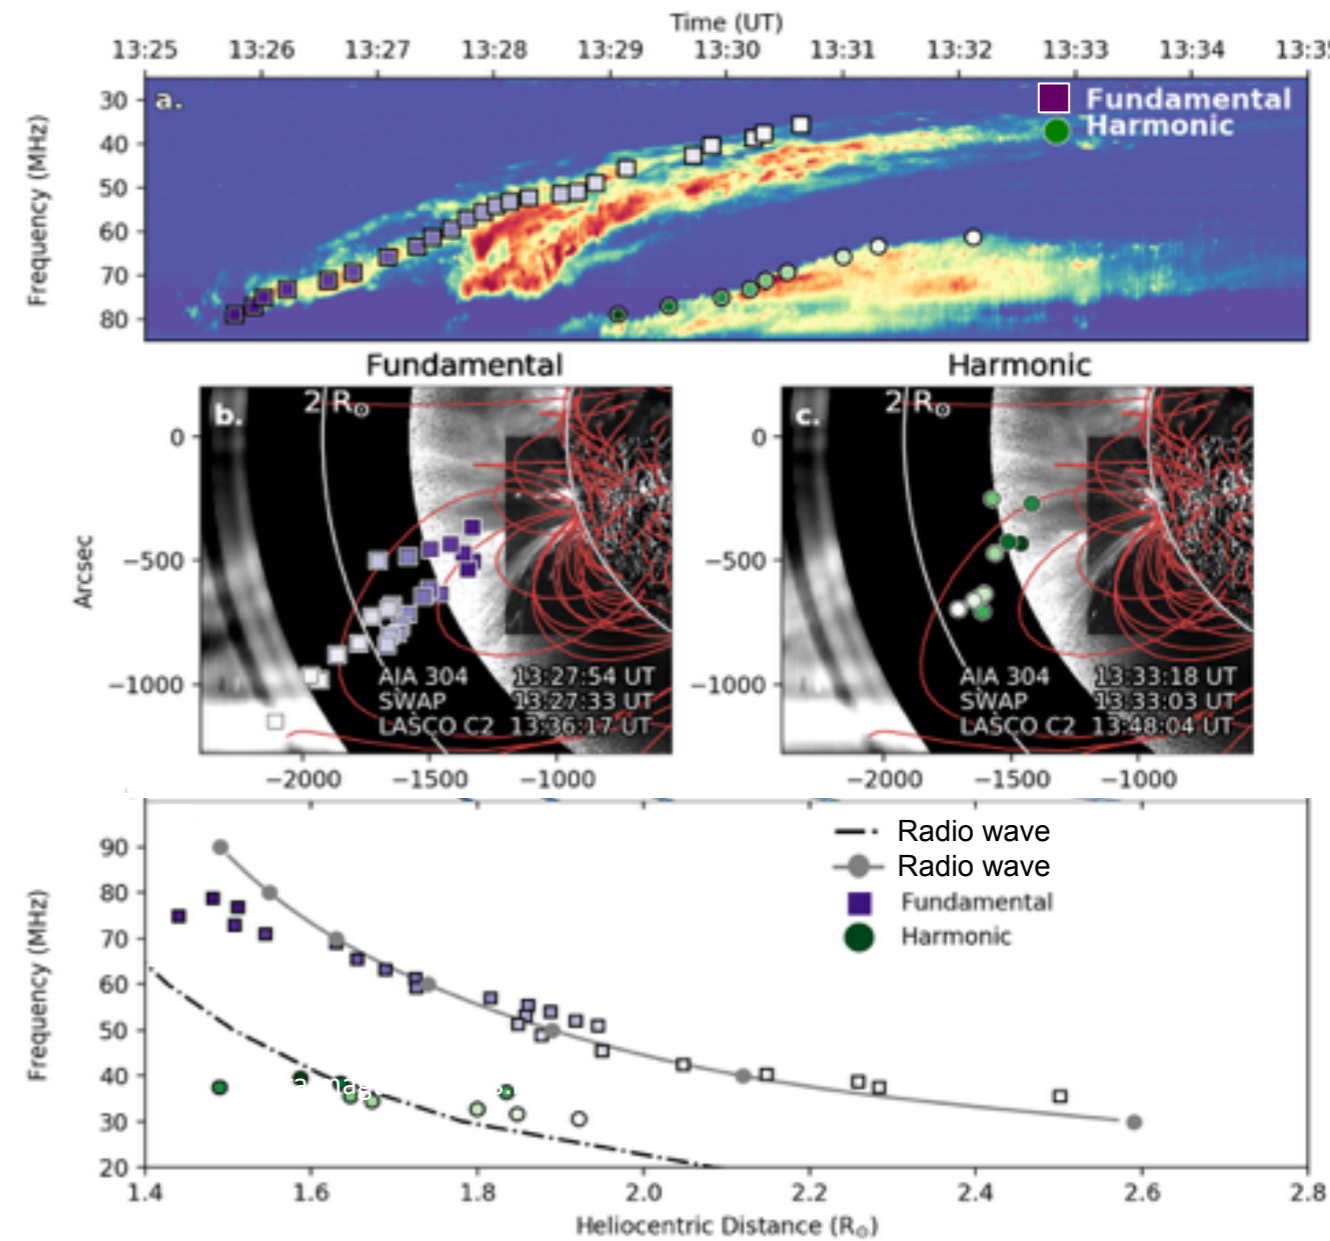 Time (UT)
13:25 13:26 13:27 13:28 13:29 13:30 13:31 13:32 13:33 13:34
Frequency (MHz)
30
40
50
60
70
80
a.
Fundamental
Harmonic
Fundamental
Harmonic
Arcsec
0
−500
−1000
b.
2 R⊙
AIA 304 13:27:54 UT
SWAP 13:27:33 UT
LASCO C2 13:36:17 UT
−2000 −1500 −1000
0
−500
−1000
c.
2 R⊙
AIA 304 13:33:18 UT
SWAP 13:33:03 UT
LASCO C2 13:48:04 UT
−2000 −1500 −1000
Frequency (MHz)
90
80
70
60
50
40
30
20
Radio wave
Radio wave
Fundamental
Harmonic
1.4 1.6 1.8 2.0 2.2 2.4 2.6 2.8
Heliocentric Distance (R⊙)